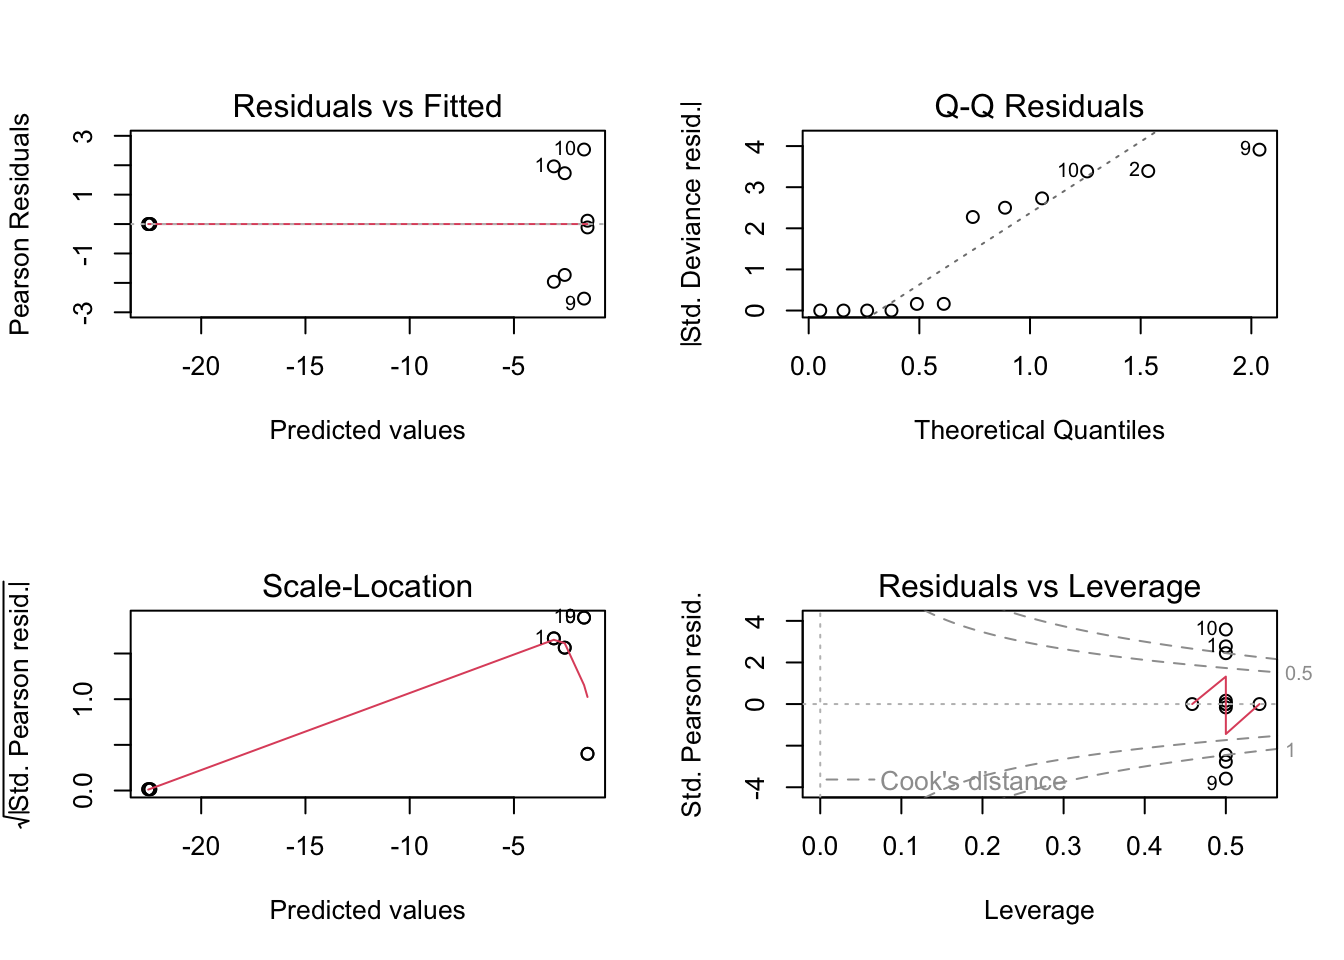 Residuals vs Fitted
Pearson Residuals
3
1
-1
-3
10
1
9
-20 -15 -10 -5
Predicted values
Q-Q Residuals
|Std. Deviance resid.|
4
3
2
1
0
10
2
9
0.0 0.5 1.0 1.5 2.0
Theoretical Quantiles
Scale-Location
√|Std. Pearson resid.|
1.0
0.0
1
-20 -15 -10 -5
Predicted values
Residuals vs Leverage
Std. Pearson resid.
4
2
0
-4
10
1
9
0.5
1
Cook's distance
0.0 0.1 0.2 0.3 0.4 0.5
Leverage